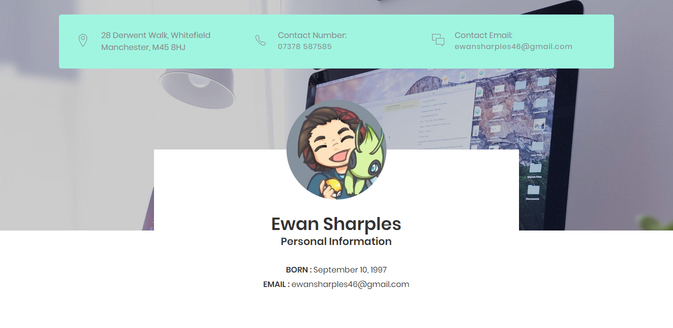 28 Derwent Walk, Whitefield
Manchester, M45 8HJ
Contact Number:
07378 587585
Contact Email:
ewansharples46@gmail.com
Ewan Sharples
Personal Information
BORN : September 10, 1997
EMAIL : ewansharples46@gmail.com